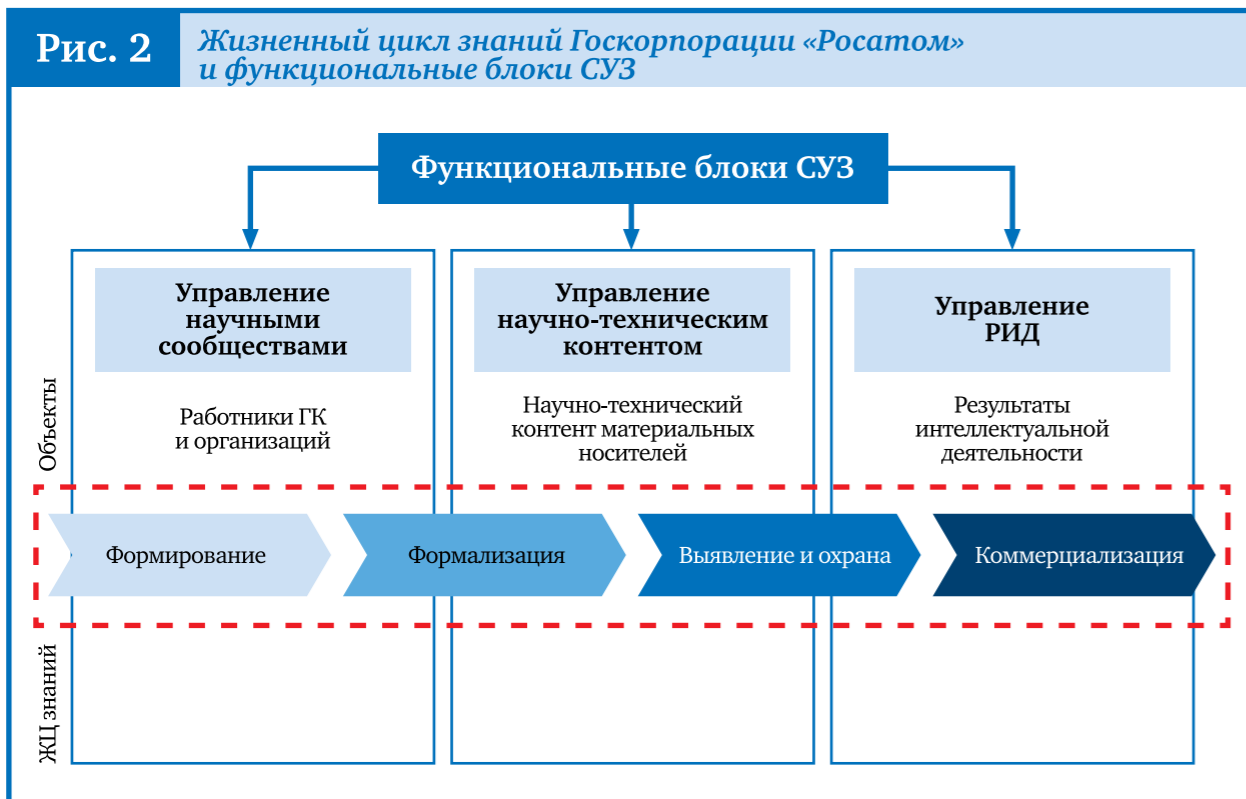 Рис. 2
Жизненный цикл знаний Госкорпорации «Росатом»
и функциональные блоки СУЗ
Функциональные блоки СУЗ
Управление
научными
сообществами
Управление
научно-техническим
контентом
Управление
РИД
Объекты
Работники ГК
и организаций
Научно-технический
контент материальных
носителей
Результаты
интеллектуальной
деятельности
Формирование
Формализация
Выявление и охрана
Коммерциализация
ЖЦ знаний